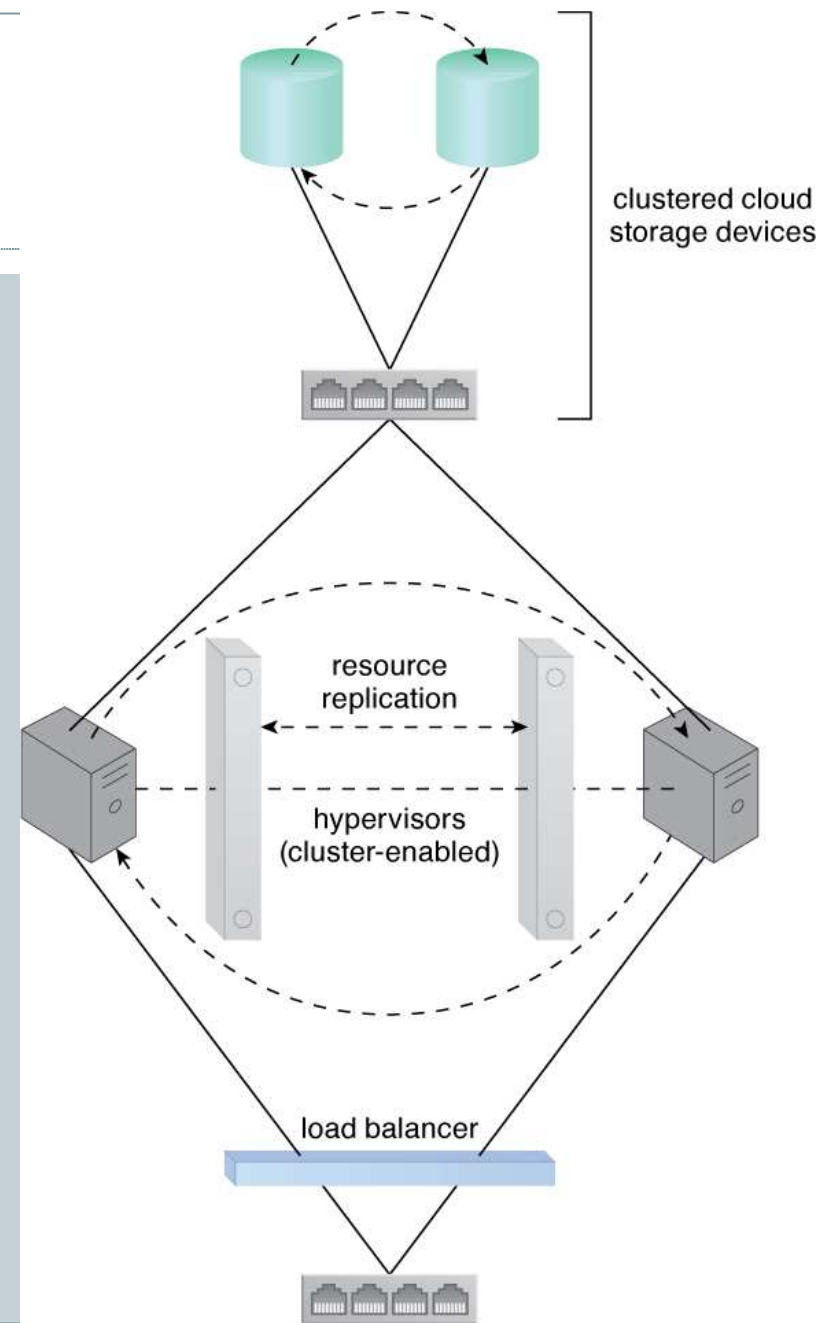 clustered cloud
storage devices
resource
replication
hypervisors
(cluster-enabled)
load balancer